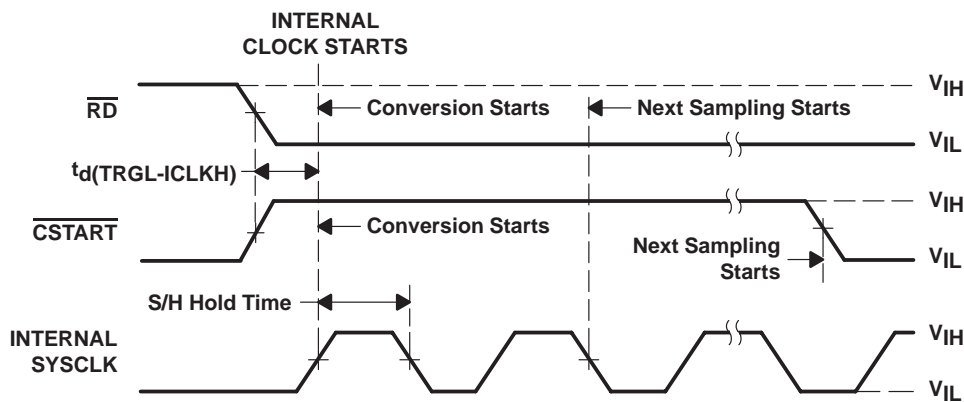 INTERNAL
CLOCK STARTS
VIH
RD
Conversion Starts
Next Sampling Starts
VIL
td(TRGL-ICLKH)
VIH
CSTART
Conversion Starts
Next Sampling
Starts
VIL
S/H Hold Time
INTERNAL
SYSCLK
VIH
VIL